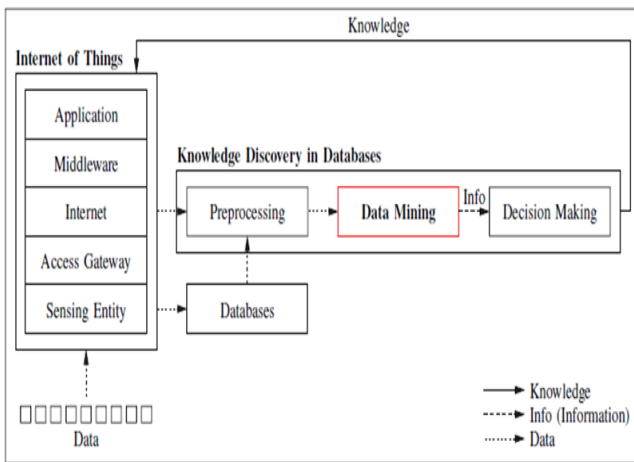 Knowledge
Internet of Things
Application
Middleware
Internet
Access Gateway
Sensing Entity
Knowledge Discovery in Databases
Preprocessing
Data Mining
Info
Decision Making
Databases
Data
Knowledge
Info (Information)
Data